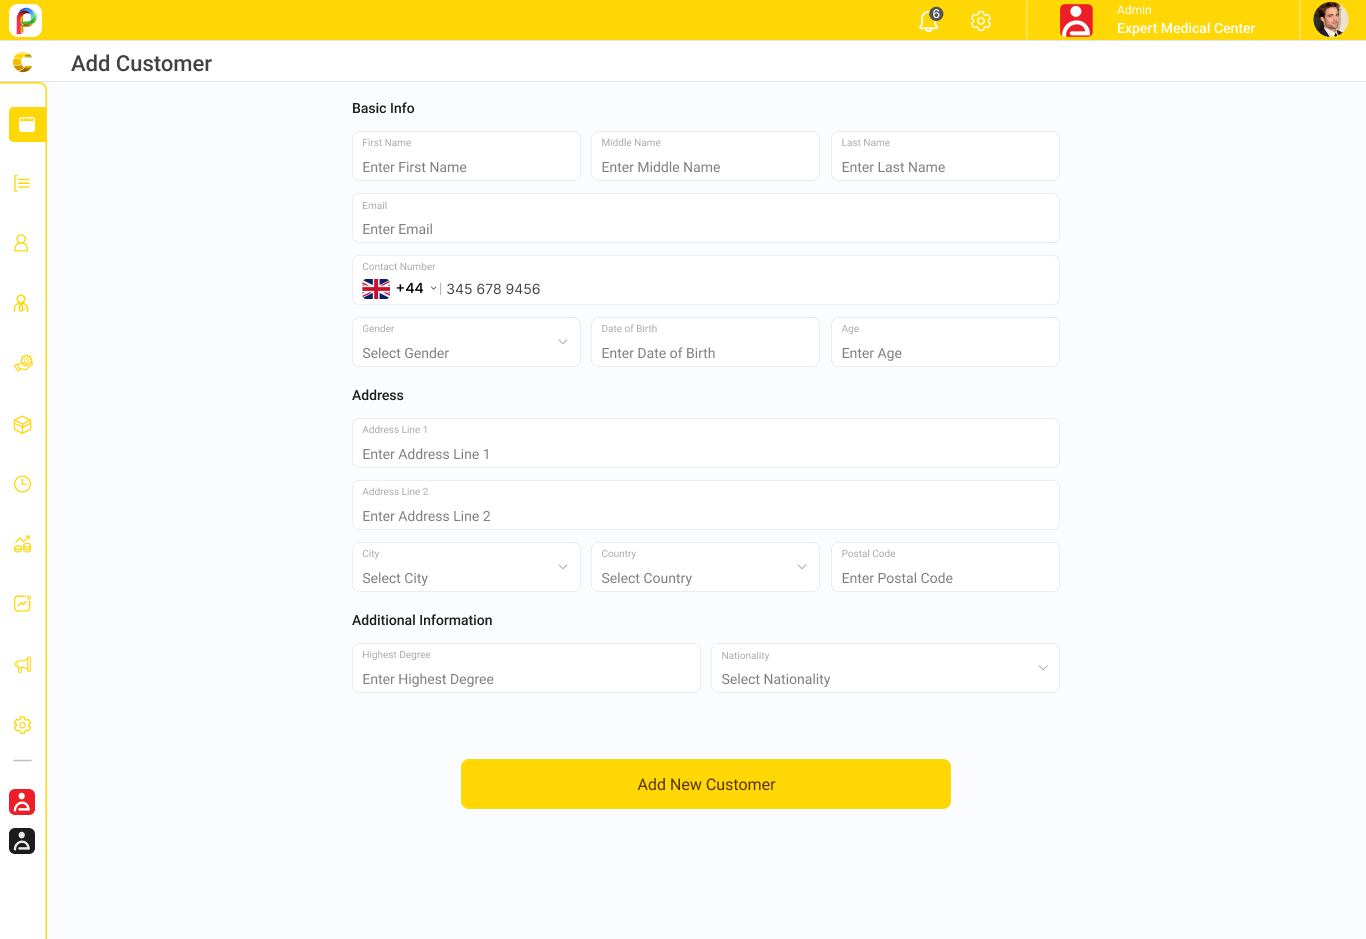 6
Admin
Expert Medical Center
Add Customer
Basic Info
First Name
Enter First Name
Middle Name
Enter Middle Name
Last Name
Enter Last Name
Email
Enter Email
Contact Number
+44 | 345 678 9456
Gender
Select Gender
Date of Birth
Enter Date of Birth
Age
Enter Age
Address
Address Line 1
Enter Address Line 1
Address Line 2
Enter Address Line 2
City
Select City
Country
Select Country
Postal Code
Enter Postal Code
Additional Information
Highest Degree
Enter Highest Degree
Nationality
Select Nationality
Add New Customer